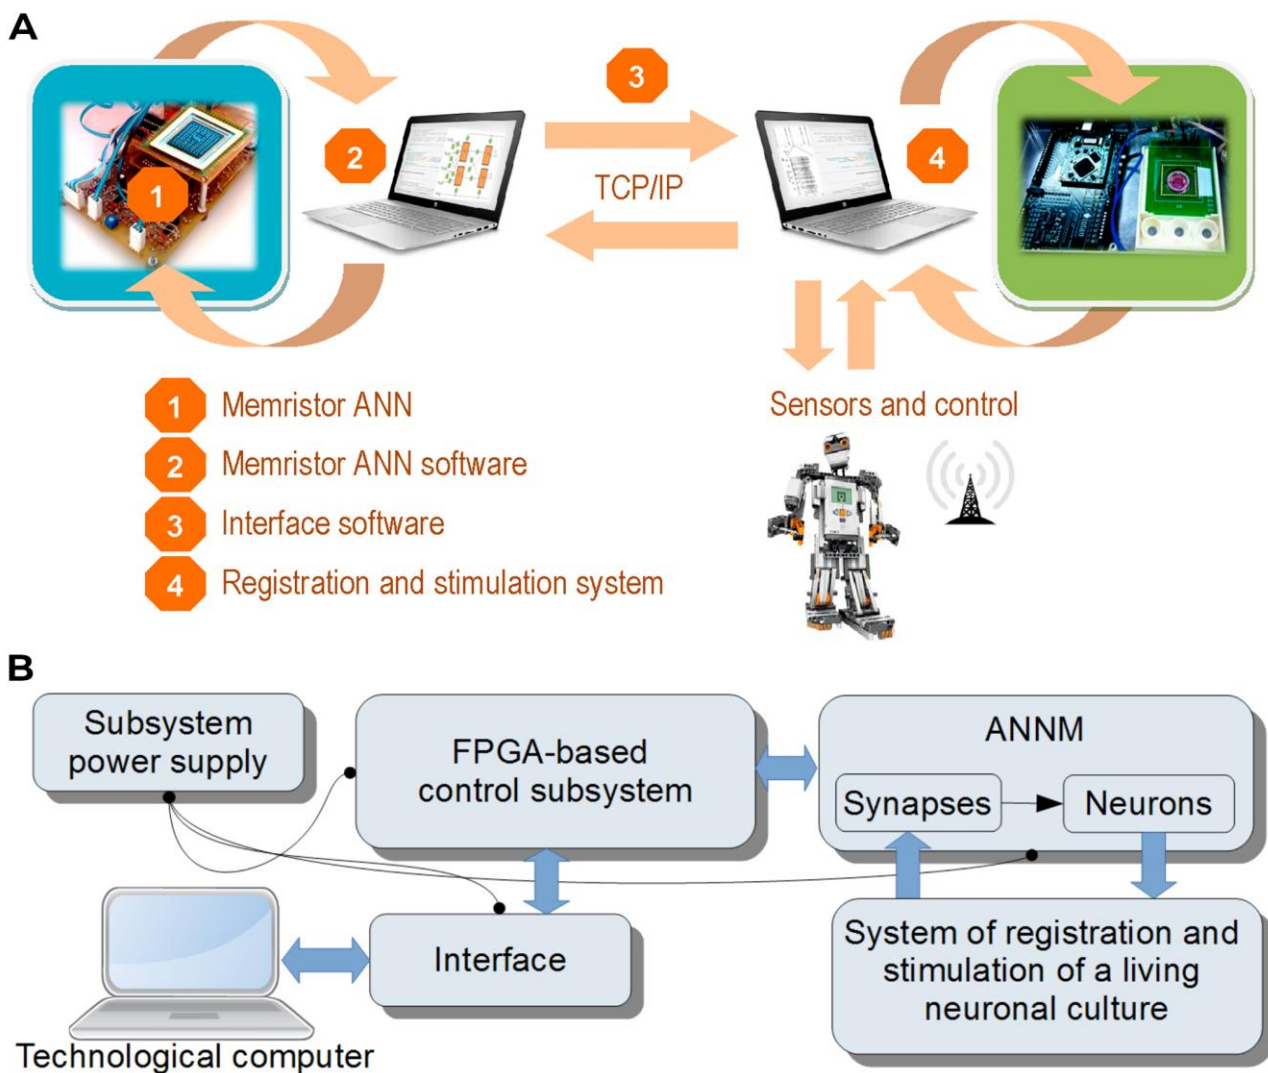 A
3
2
4
1
TCP/IP
1 Memristor ANN
2 Memristor ANN software
3 Interface software
4 Registration and stimulation system
Sensors and control
B
Subsystem
power supply
FPGA-based
control subsystem
ANNM
Synapses
Neurons
Interface
System of registration and
stimulation of a living
neuronal culture
Technological computer